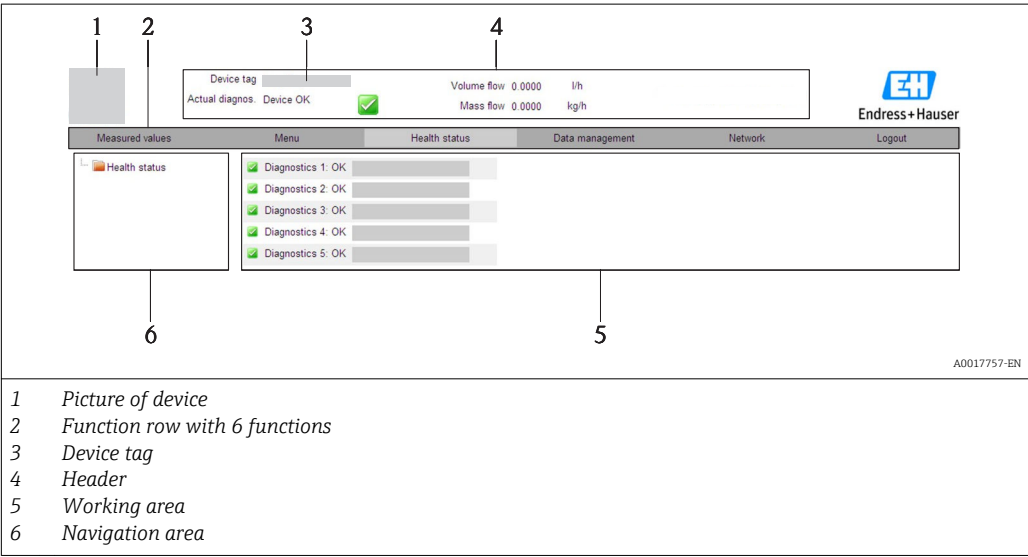 1 2 3 4
Device tag
Volume flow 0.0000 l/h
Actual diagnos. Device OK
Mass flow 0.0000 kg/h
EH
Endress+Hauser
Measured values Menu Health status Data management Network Logout
Health status
Diagnostics 1: OK
Diagnostics 2: OK
Diagnostics 3: OK
Diagnostics 4: OK
Diagnostics 5: OK
6 5
A0017757-EN
1 Picture of device
2 Function row with 6 functions
3 Device tag
4 Header
5 Working area
6 Navigation area